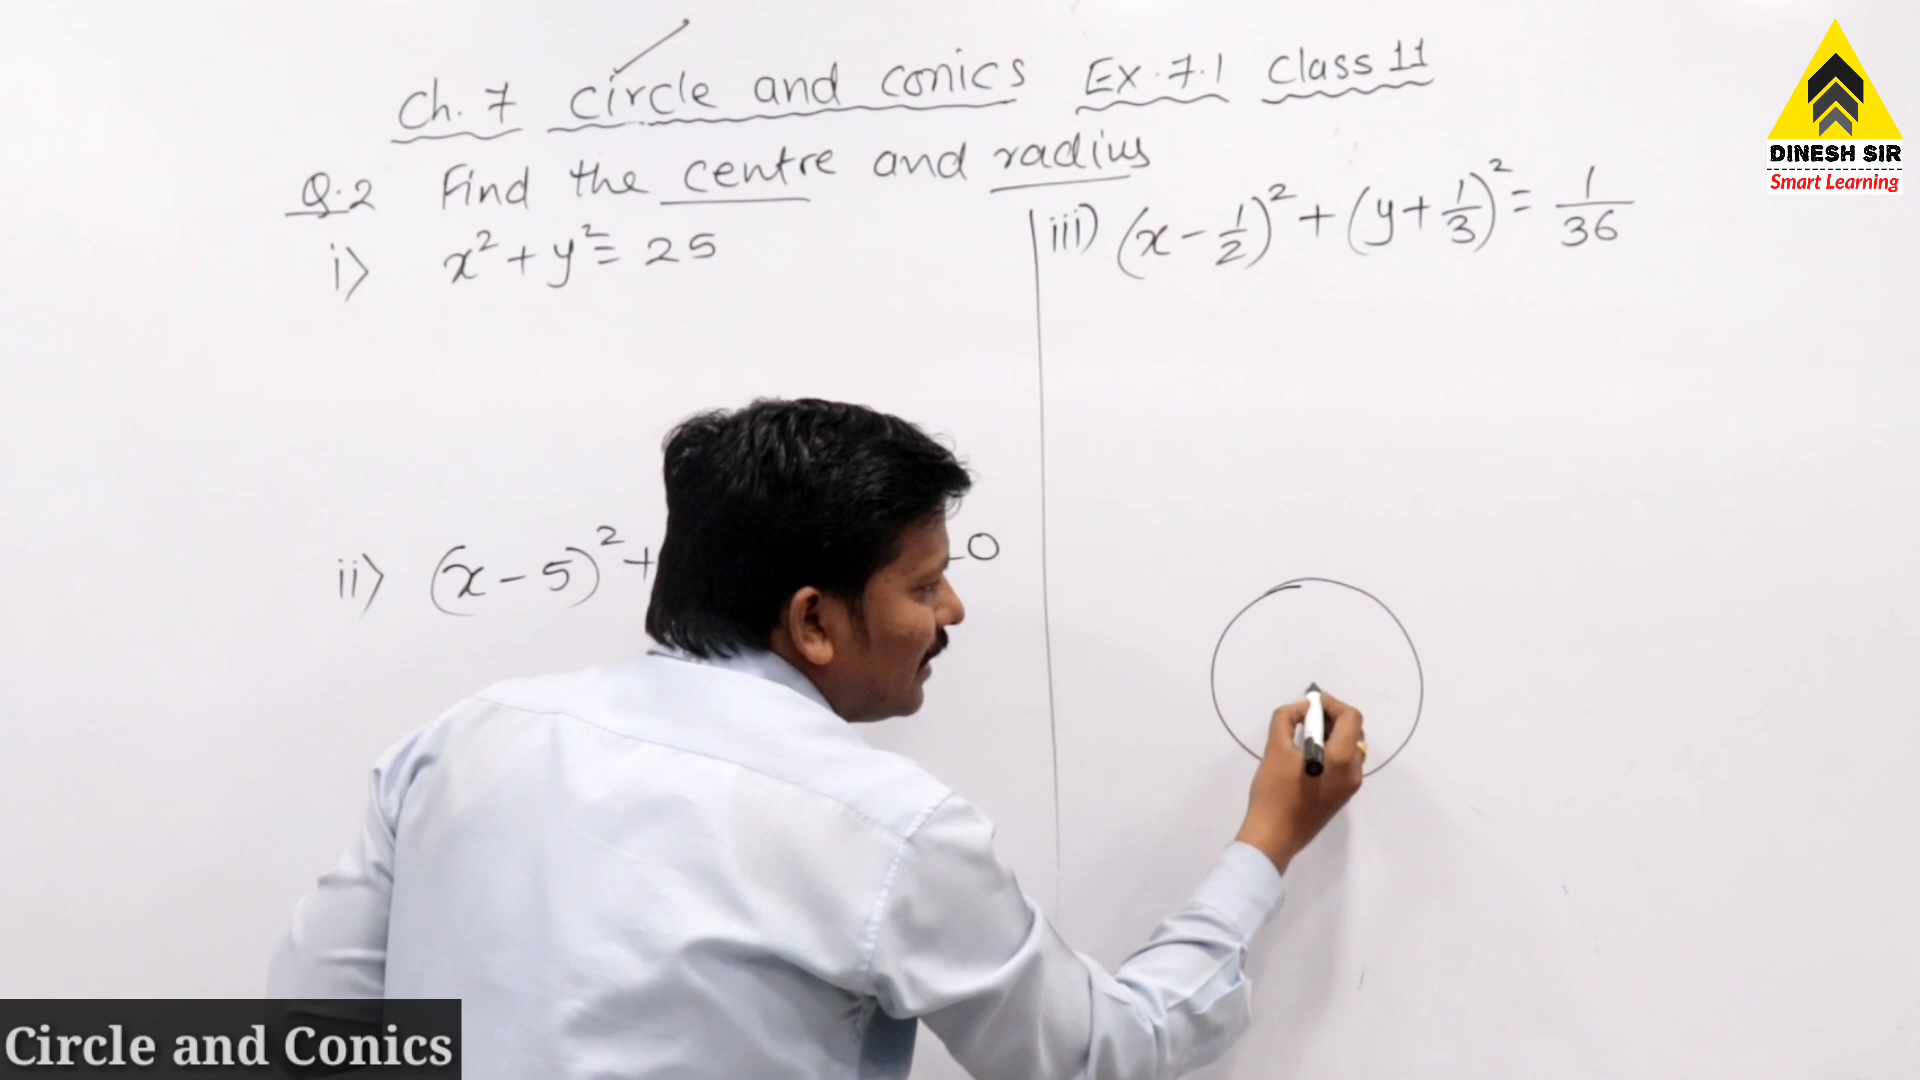 Ch. 7 circle and conics Ex. 7.1 Class 11
Q.2 Find the centre and radius
i) x² + y² = 25
ii) (x - 5)² +
iii) (x - 1/2)² + (y + 1/3)² = 1/36
DINESH SIR
Smart Learning
Circle and Conics